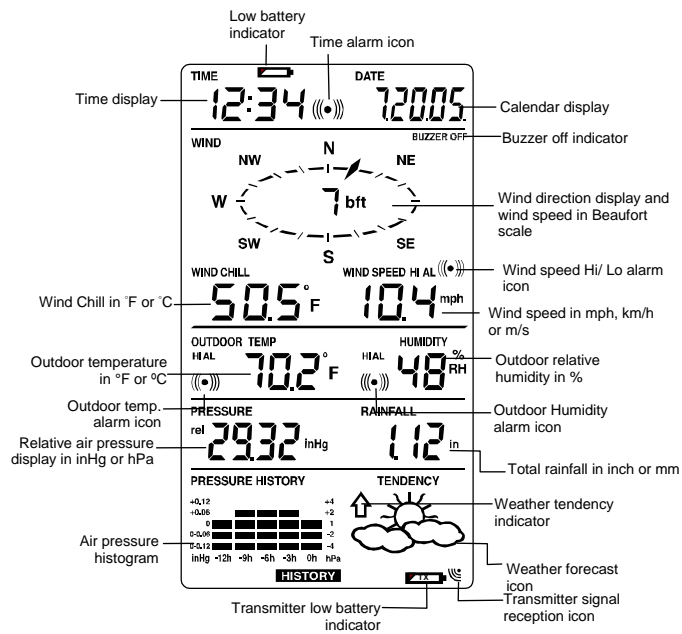 Low battery
indicator
Time alarm icon
TIME
DATE
Time display
12:34
7.20.05.
Calendar display
BUZZER OFF
Buzzer off indicator
WIND
N
NW
NE
W
7 bft
E
Wind direction display and
wind speed in Beaufort
scale
SW
SE
S
WIND CHILL
WIND SPEED HI AL
Wind speed Hi/ Lo alarm
icon
Wind Chill in °F or °C
50.5°F
10.4 mph
Wind speed in mph, km/h
or m/s
OUTDOOR TEMP
HUMIDITY
Outdoor temperature
in °F or ºC
HI AL
70.2°F
HI AL
48 % RH
Outdoor relative
humidity in %
Outdoor temp.
alarm icon
Outdoor Humidity
alarm icon
PRESSURE
RAINFALL
Relative air pressure
display in inHg or hPa
rel 29.32 inHg
1.12 in
Total rainfall in inch or mm
PRESSURE HISTORY
TENDENCY
+0.12 +4
+0.06 +2
0 1
0-0.06 -2
0-0.12 -4
inHg -12h -9h -6h -3h 0h hPa
Weather tendency
indicator
Air pressure
histogram
Weather forecast
icon
HISTORY
TX
Transmitter low battery
indicator
Transmitter signal
reception icon